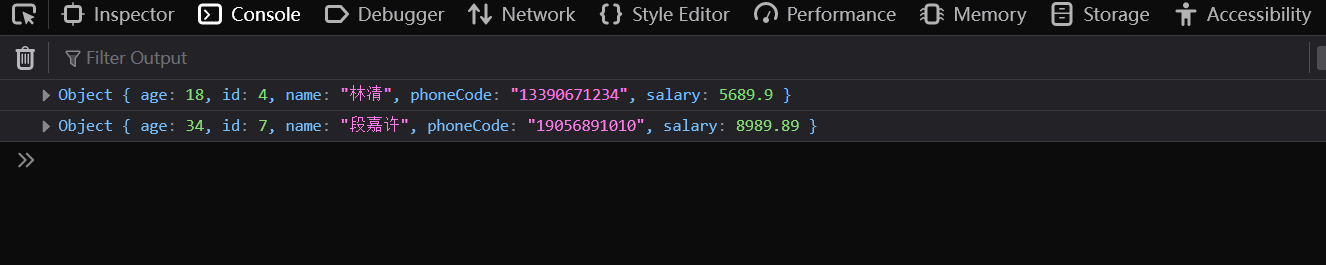 Inspector Console Debugger Network Style Editor Performance Memory Storage Accessibility
Filter Output
Object { age: 18, id: 4, name: "林清", phoneCode: "13390671234", salary: 5689.9 }
Object { age: 34, id: 7, name: "段嘉许", phoneCode: "19056891010", salary: 8989.89 }